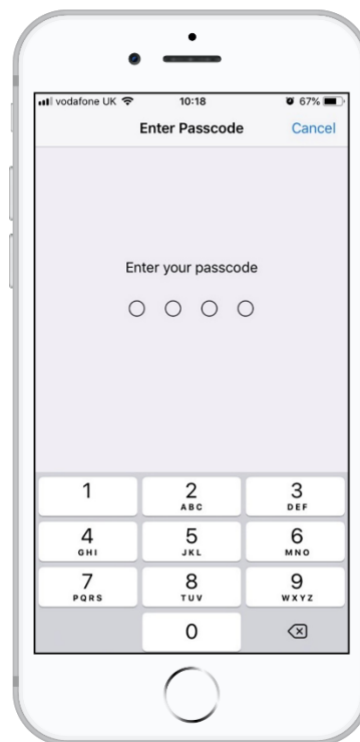 vodafone UK 10:18 67%
Enter Passcode Cancel
Enter your passcode
1 2 3
ABC DEF
4 5 6
GHI JKL MNO
7 8 9
PQRS TUV WXYZ
0